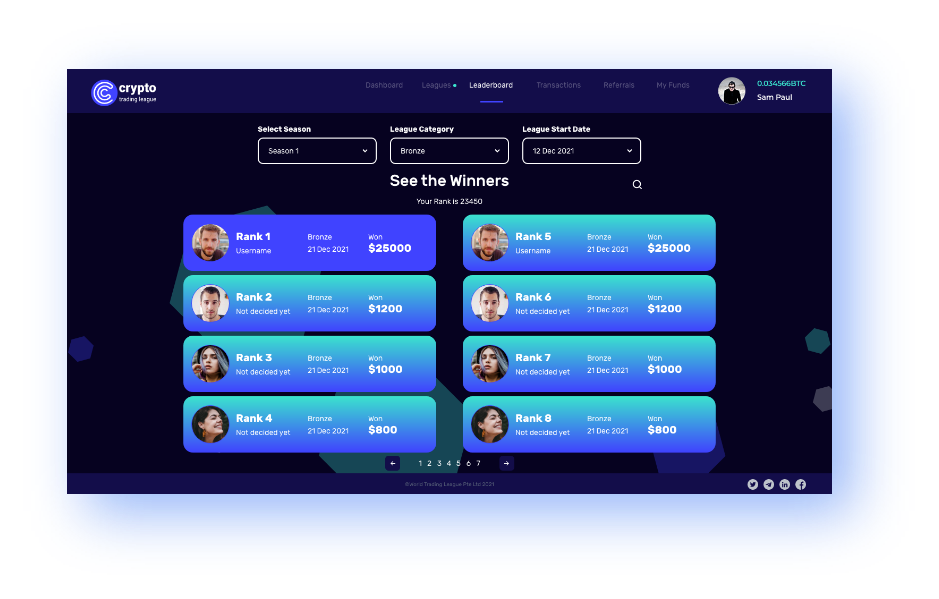 crypto
trading league
Dashboard
Leagues
Leaderboard
Transactions
Referrals
My Funds
0.034566BTC
Sam Paul
Select Season
Season 1
League Category
Bronze
League Start Date
12 Dec 2021
See the Winners
Your Rank is 23450
Rank 1
Username
Bronze
21 Dec 2021
Won
$25000
Rank 5
Username
Bronze
21 Dec 2021
Won
$25000
Rank 2
Not decided yet
Bronze
21 Dec 2021
Won
$1200
Rank 6
Not decided yet
Bronze
21 Dec 2021
Won
$1200
Rank 3
Not decided yet
Bronze
21 Dec 2021
Won
$1000
Rank 7
Not decided yet
Bronze
21 Dec 2021
Won
$1000
Rank 4
Not decided yet
Bronze
21 Dec 2021
Won
$800
Rank 8
Not decided yet
Bronze
21 Dec 2021
Won
$800
1 2 3 4 5 6 7
©World Trading League Pte Ltd 2021